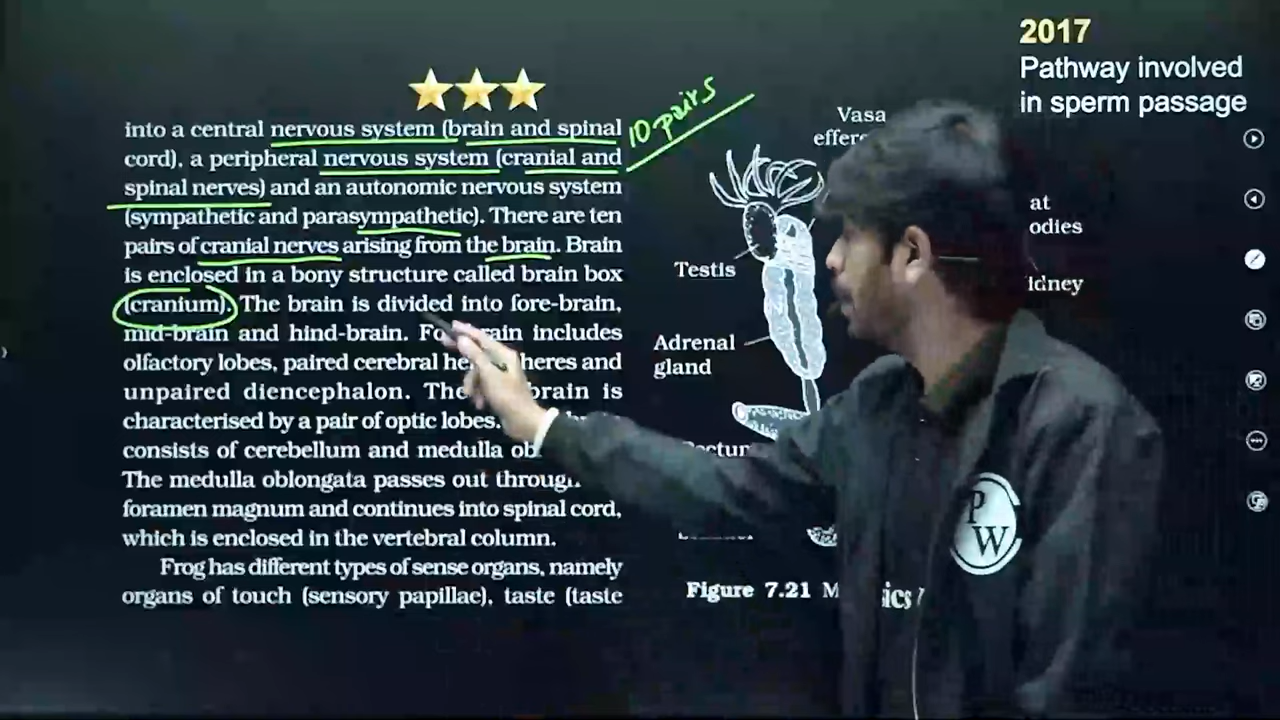 2017
Pathway involved
in sperm passage
10 pairs
into a central nervous system (brain and spinal
cord), a peripheral nervous system (cranial and
spinal nerves) and an autonomic nervous system
(sympathetic and parasympathetic). There are ten
pairs of cranial nerves arising from the brain. Brain
is enclosed in a bony structure called brain box
(cranium). The brain is divided into fore-brain,
mid-brain and hind-brain.
olfactory lobes, paired cerebral and
unpaired diencephalon. The brain is
characterised by a pair of optic lobes.
consists of cerebellum and medulla
The medulla oblongata passes out
foramen magnum and continues into spinal cord,
which is enclosed in the vertebral column.
Frog has different types of sense organs, namely
organs of touch (sensory papillae), taste (taste
Vasa
Testis
Adrenal
gland
at
Figure 7.21
PW